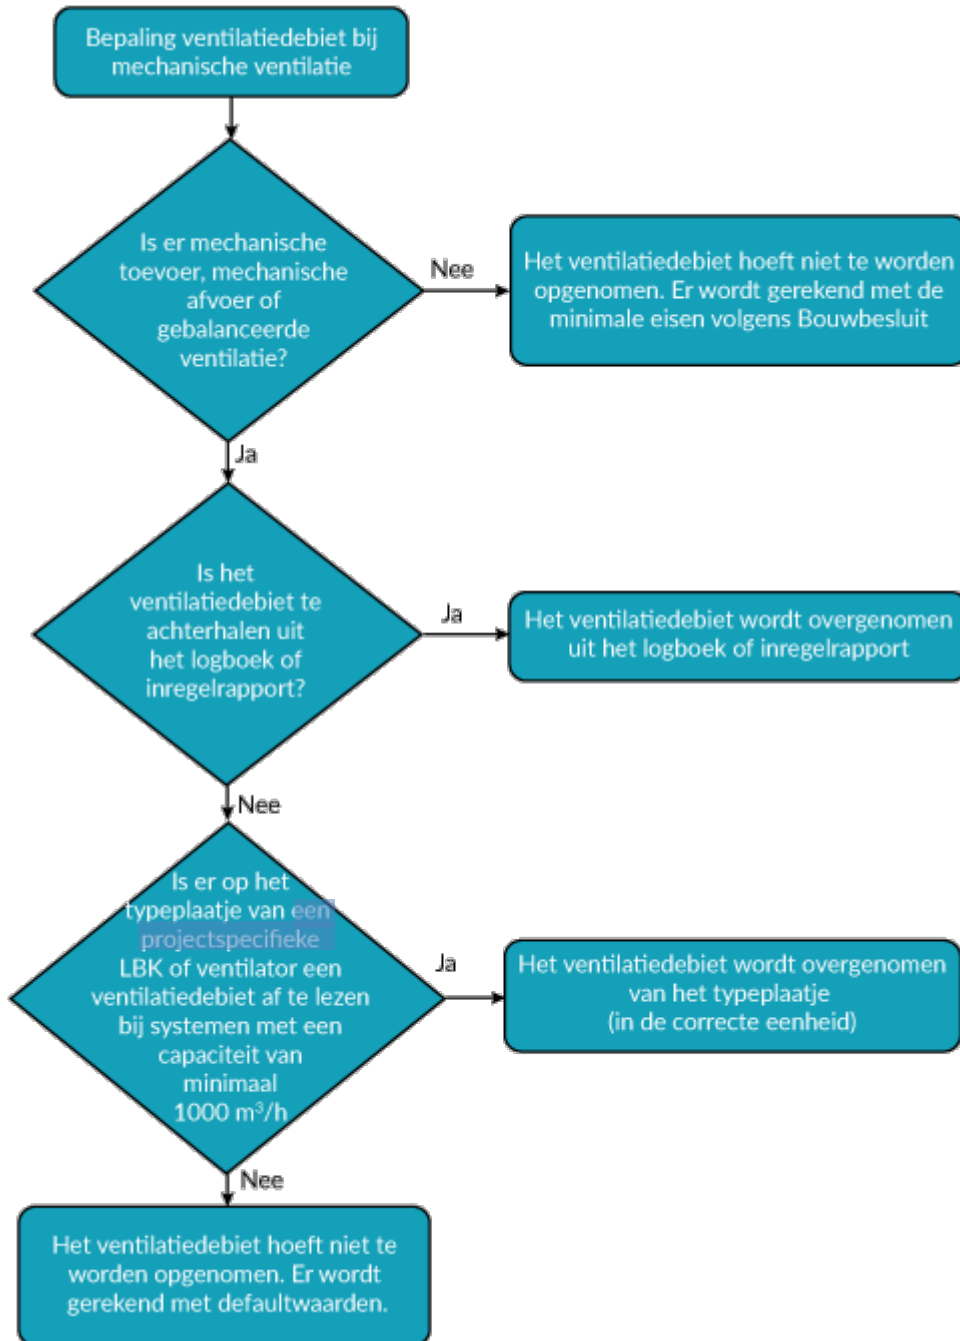 Bepaling ventilatiedebiet bij
mechanische ventilatie
Is er mechanische
toevoer, mechanische
afvoer of
gebalanceerde
ventilatie?
Nee
Het ventilatiedebiet hoeft niet te worden
opgenomen. Er wordt gerekend met de
minimale eisen volgens Bouwbesluit
Ja
Is het
ventilatiedebiet te
achterhalen uit
het logboek of
inregelrapport?
Ja
Het ventilatiedebiet wordt overgenomen
uit het logboek of inregelrapport
Nee
Is er op het
typeplaatje van een
projectspecifieke
LBK of ventilator een
ventilatiedebiet af te lezen
bij systemen met een
capaciteit van
minimaal
1000 m³/h
Ja
Het ventilatiedebiet wordt overgenomen
van het typeplaatje
(in de correcte eenheid)
Nee
Het ventilatiedebiet hoeft niet te
worden opgenomen. Er wordt
gerekend met defaultwaarden.